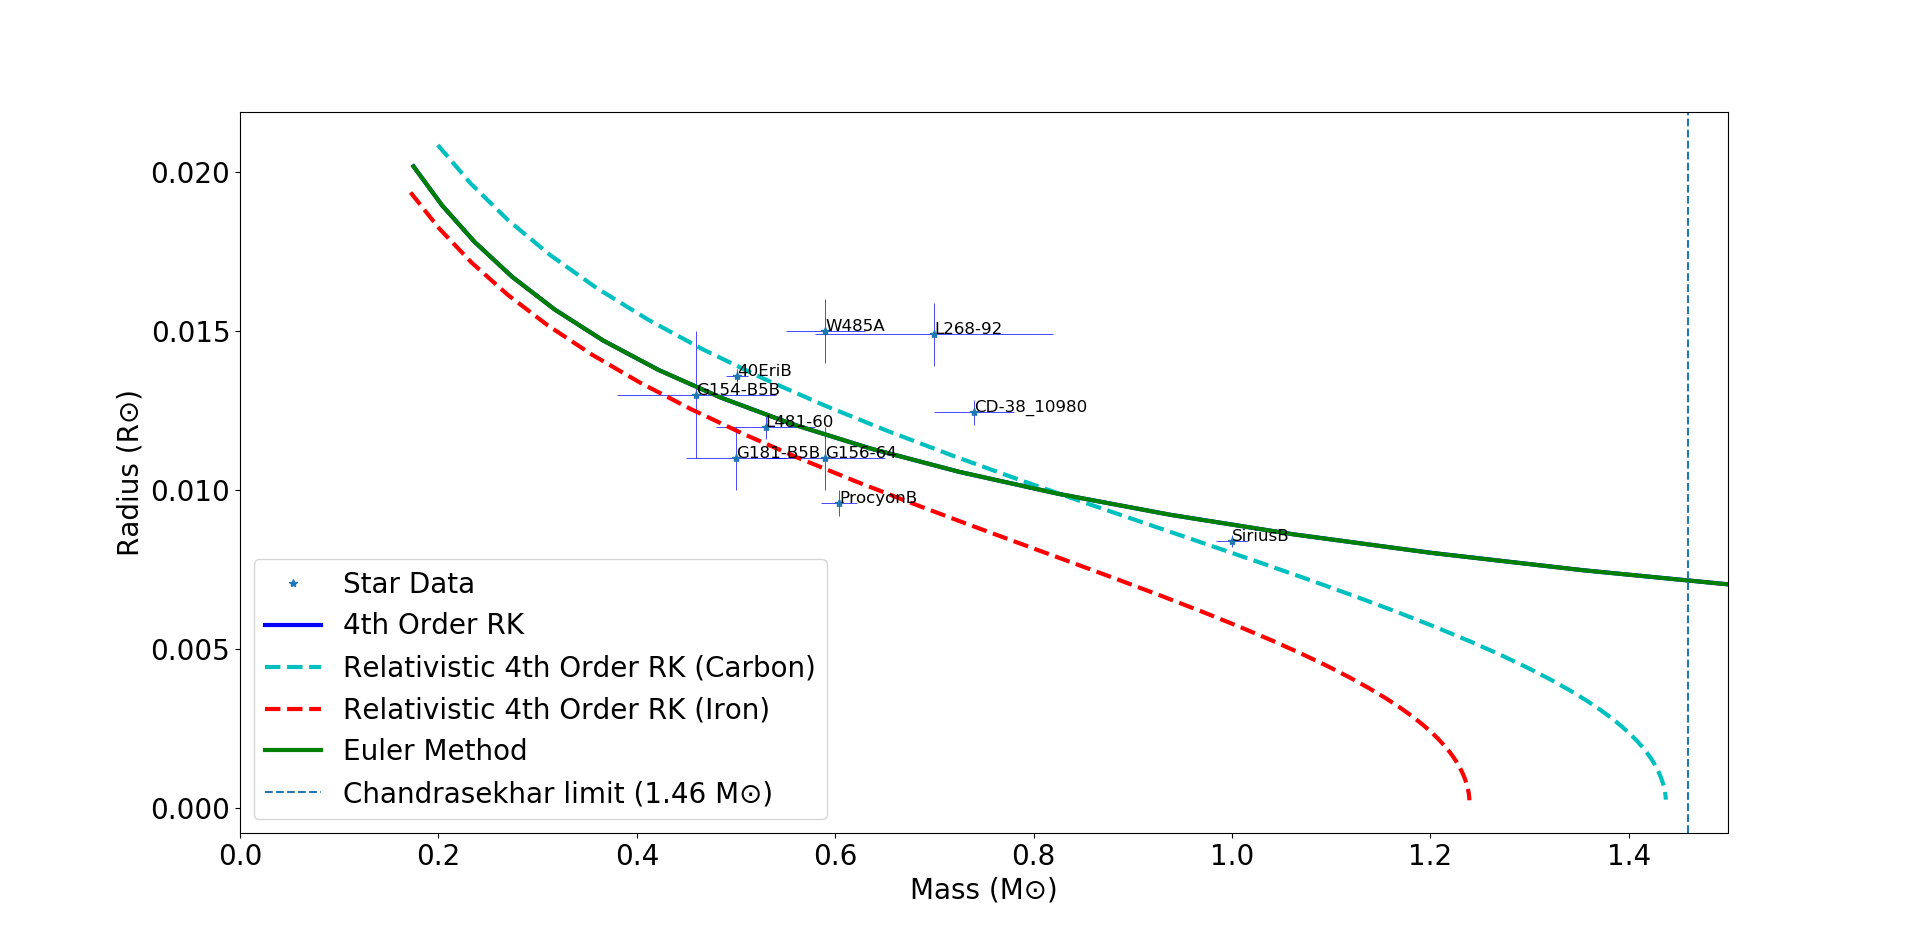 0.020
0.015
0.010
0.005
0.000
Radius (R⊙)
W485A
L268-92
40EriB
G154-B5B
CD-38_10980
L481-60
G181-B5B
G156-64
ProcyonB
SiriusB
Star Data
4th Order RK
Relativistic 4th Order RK (Carbon)
Relativistic 4th Order RK (Iron)
Euler Method
Chandrasekhar limit (1.46 M⊙)
0.0 0.2 0.4 0.6 0.8 1.0 1.2 1.4
Mass (M⊙)